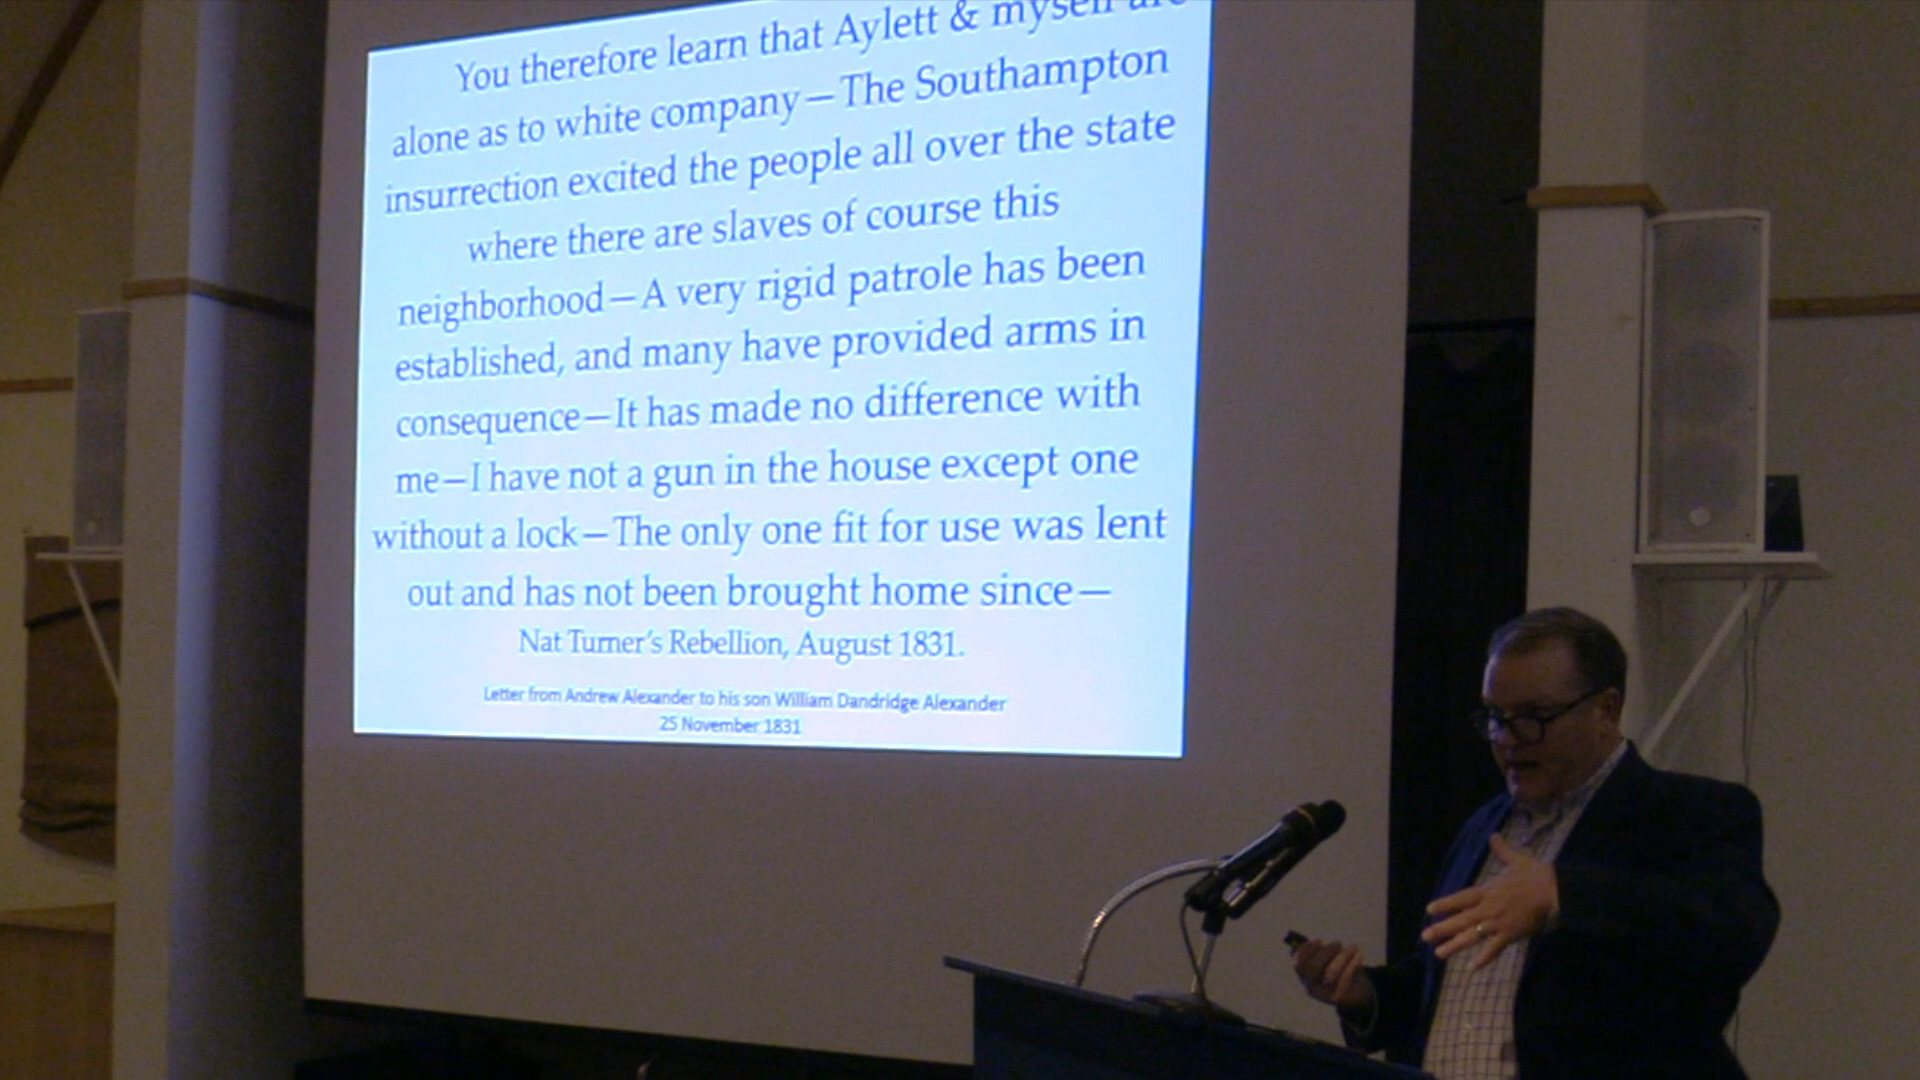 You therefore learn that Aylett & myself are
alone as to white company—The Southampton
insurrection excited the people all over the state
where there are slaves of course this
neighborhood—A very rigid patrole has been
established, and many have provided arms in
consequence—It has made no difference with
me—I have not a gun in the house except one
without a lock—The only one fit for use was lent
out and has not been brought home since—
Nat Turner's Rebellion, August 1831.
Letter from Andrew Alexander to his son William Dandridge Alexander
25 November 1831